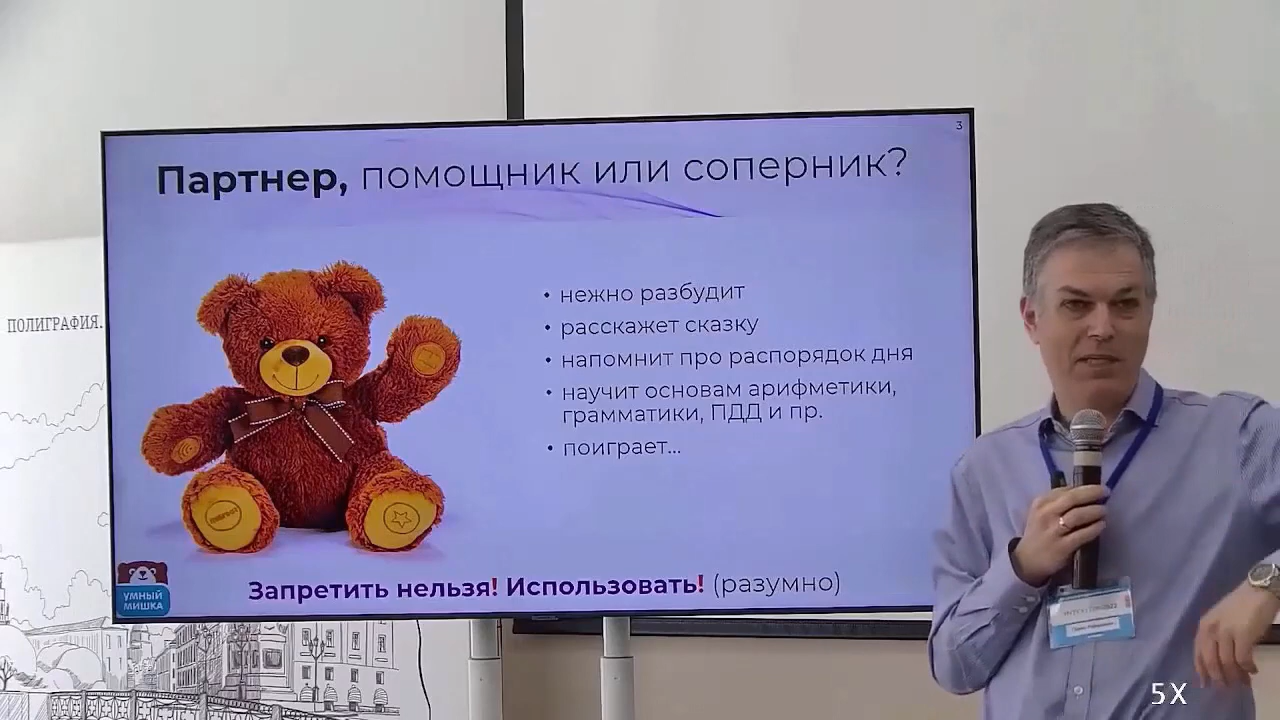 3
Партнер, помощник или соперник?
ПОЛИГРАФИЯ.
• нежно разбудит
• расскажет сказку
• напомнит про распорядок дня
• научит основам арифметики,
грамматики, ПДД и пр.
• поиграет...
УМНЫЙ
МИШКА
Запретить нельзя! Использовать! (разумно)
5X